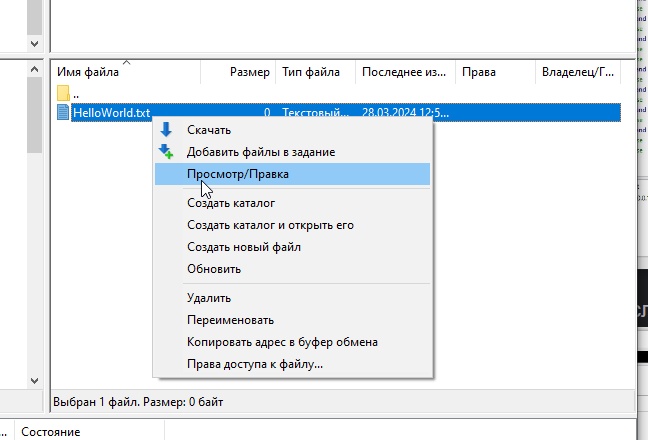 Имя файла Размер Тип файла Последнее из... Права Владелец/Г...
..
HelloWorld.txt 0 Текстовый... 28.03.2024 12:5...
Скачать
Добавить файлы в задание
Просмотр/Правка
Создать каталог
Создать каталог и открыть его
Создать новый файл
Обновить
Удалить
Переименовать
Копировать адрес в буфер обмена
Права доступа к файлу...
Выбран 1 файл. Размер: 0 байт
... Состояние